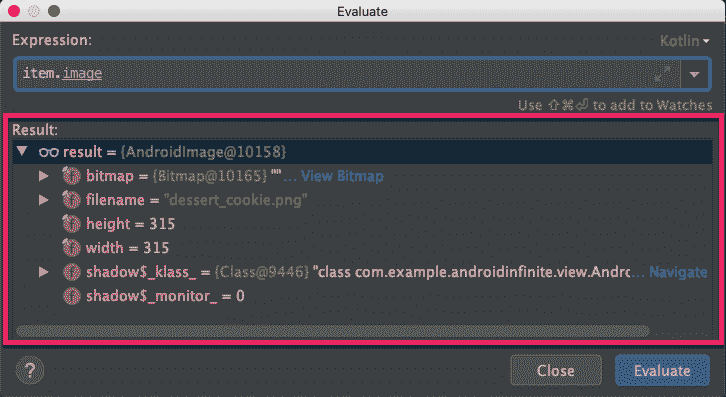 Evaluate
Expression:
Kotlin
item.image
Use ⇧⌘⏎ to add to Watches
Result:
result = {AndroidImage@10158}
bitmap = {Bitmap@10165} ""... View Bitmap
filename = "dessert_cookie.png"
height = 315
width = 315
shadow$_klass_ = {Class@9446} "class com.example.androidinfinite.view.Andro... Navigate
shadow$_monitor_ = 0
?
Close
Evaluate